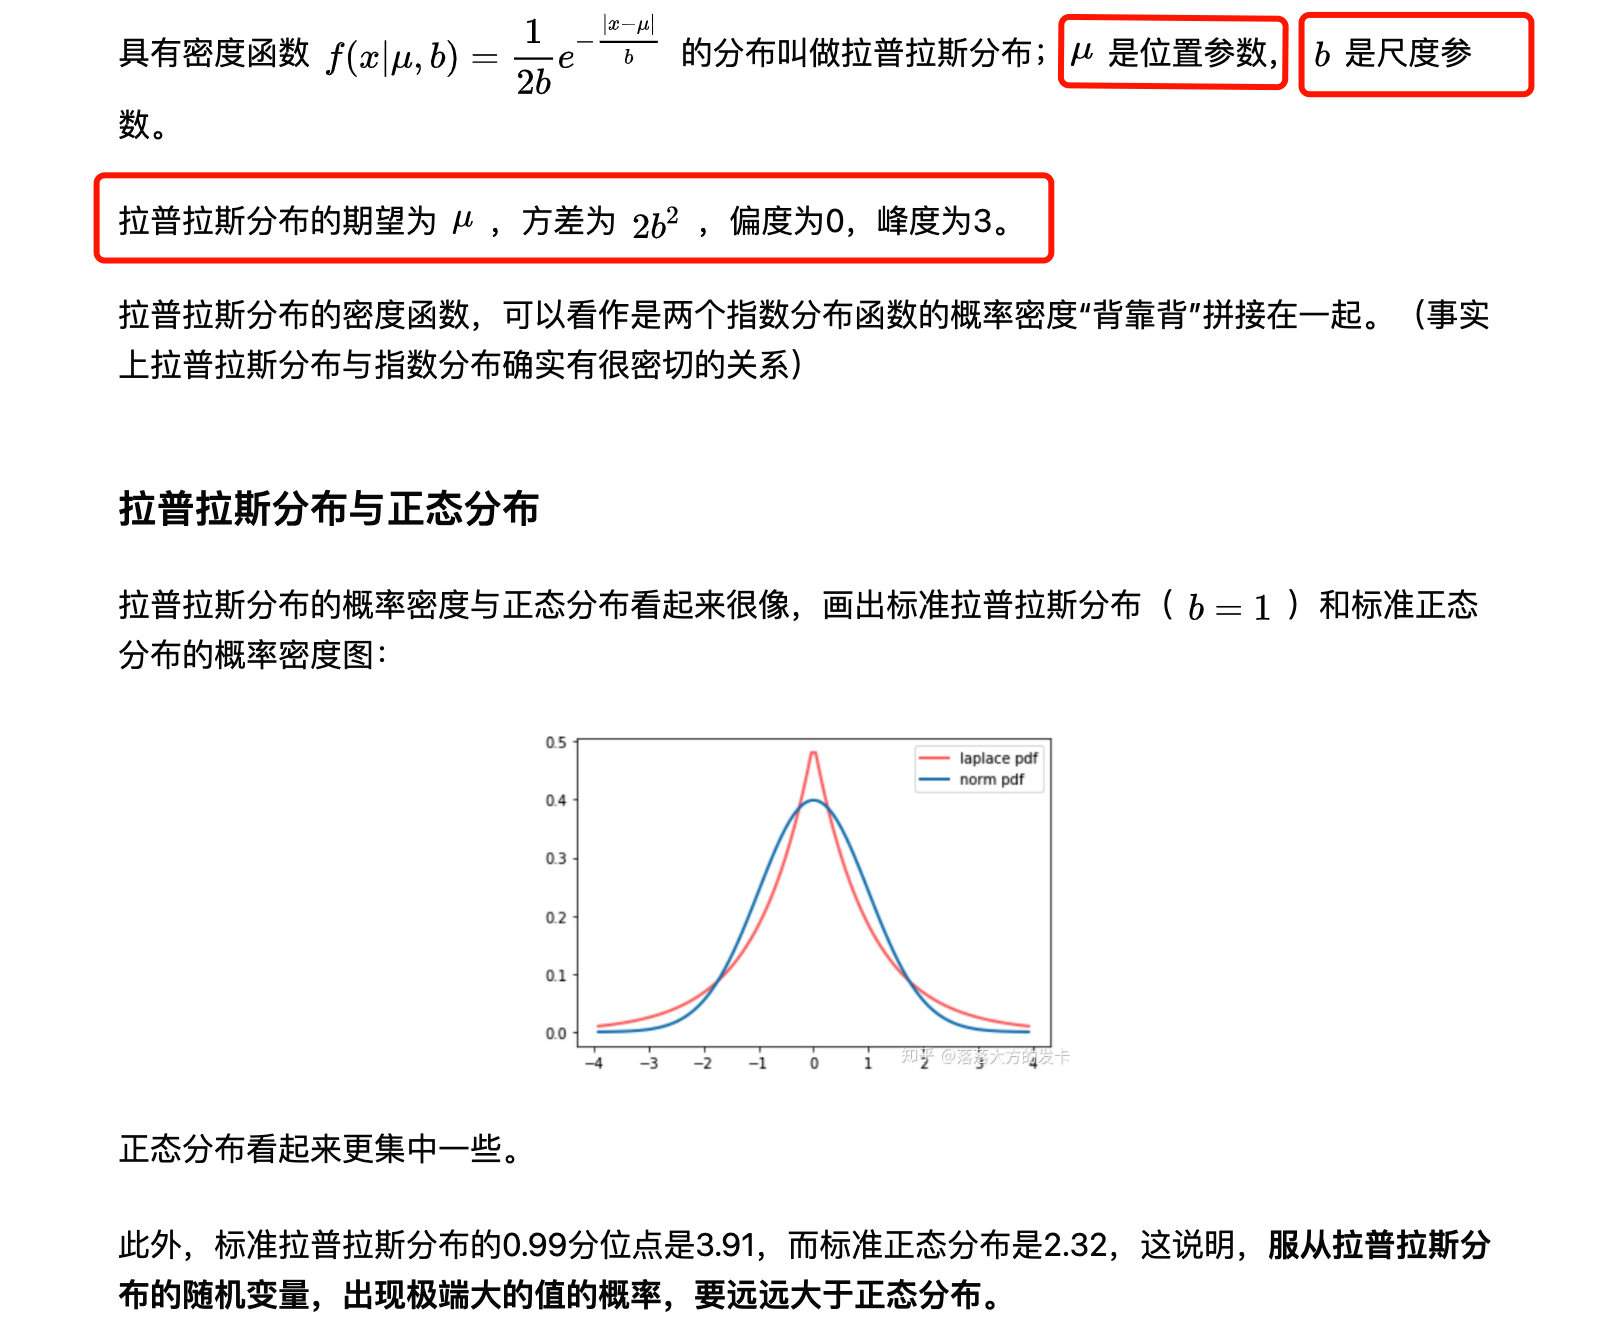 具有密度函数 f(x|μ, b) = \frac{1}{2b} e^{-\frac{|x-μ|}{b}} 的分布叫做拉普拉斯分布；μ 是位置参数，b 是尺度参
数。
拉普拉斯分布的期望为 μ ，方差为 2b² ，偏度为0，峰度为3。
拉普拉斯分布的密度函数，可以看作是两个指数分布函数的概率密度“背靠背”拼接在一起。（事实
上拉普拉斯分布与指数分布确实有很密切的关系）
拉普拉斯分布与正态分布
拉普拉斯分布的概率密度与正态分布看起来很像，画出标准拉普拉斯分布（ b = 1 ）和标准正态
分布的概率密度图：
0.5
0.4
0.3
0.2
0.1
0.0
laplace pdf
norm pdf
−4 −3 −2 −1 0 1 2 3 4
知乎 @落落大方的发卡
正态分布看起来更集中一些。
此外，标准拉普拉斯分布的0.99分位点是3.91，而标准正态分布是2.32，这说明，服从拉普拉斯分
布的随机变量，出现极端大的值的概率，要远远大于正态分布。